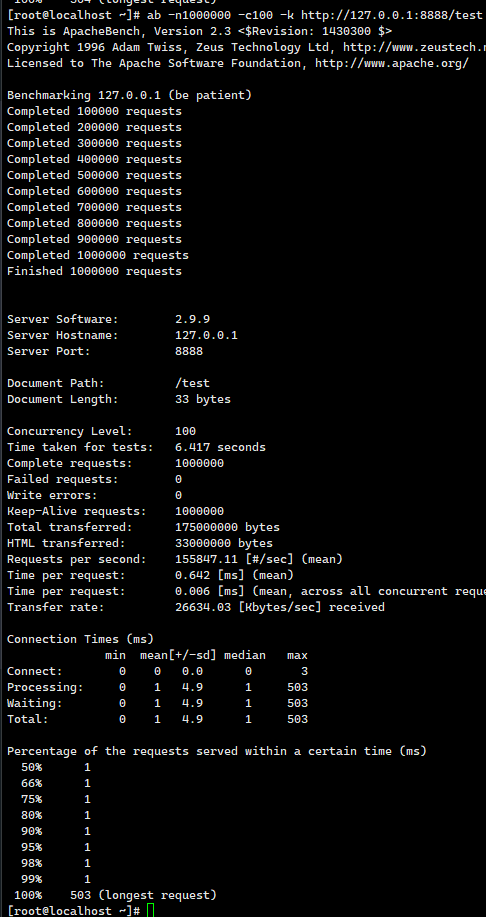 100%    504 (longest request)
[root@localhost ~]# ab -n1000000 -c100 -k http://127.0.0.1:8888/test
This is ApacheBench, Version 2.3 <$Revision: 1430300 $>
Copyright 1996 Adam Twiss, Zeus Technology Ltd, http://www.zeustech.n
Licensed to The Apache Software Foundation, http://www.apache.org/

Benchmarking 127.0.0.1 (be patient)
Completed 100000 requests
Completed 200000 requests
Completed 300000 requests
Completed 400000 requests
Completed 500000 requests
Completed 600000 requests
Completed 700000 requests
Completed 800000 requests
Completed 900000 requests
Completed 1000000 requests
Finished 1000000 requests

Server Software:        2.9.9
Server Hostname:        127.0.0.1
Server Port:            8888

Document Path:          /test
Document Length:        33 bytes

Concurrency Level:      100
Time taken for tests:   6.417 seconds
Complete requests:      1000000
Failed requests:        0
Write errors:           0
Keep-Alive requests:    1000000
Total transferred:      175000000 bytes
HTML transferred:       33000000 bytes
Requests per second:    155847.11 [#/sec] (mean)
Time per request:       0.642 [ms] (mean)
Time per request:       0.006 [ms] (mean, across all concurrent reque
Transfer rate:          26634.03 [Kbytes/sec] received

Connection Times (ms)
              min  mean[+/-sd] median   max
Connect:        0    0   0.0      0       3
Processing:     0    1   4.9      1     503
Waiting:        0    1   4.9      1     503
Total:          0    1   4.9      1     503

Percentage of the requests served within a certain time (ms)
  50%      1
  66%      1
  75%      1
  80%      1
  90%      1
  95%      1
  98%      1
  99%      1
 100%    503 (longest request)
[root@localhost ~]#